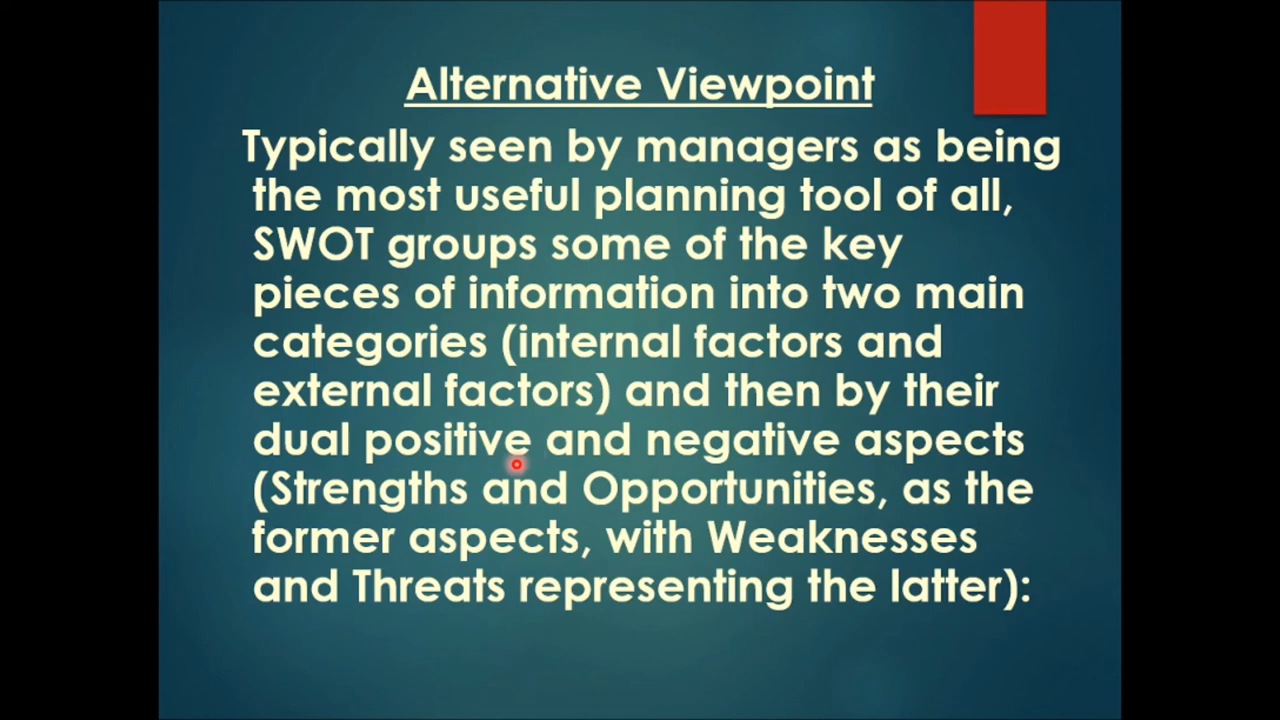 Alternative Viewpoint
Typically seen by managers as being
the most useful planning tool of all,
SWOT groups some of the key
pieces of information into two main
categories (internal factors and
external factors) and then by their
dual positive and negative aspects
(Strengths and Opportunities, as the
former aspects, with Weaknesses
and Threats representing the latter):